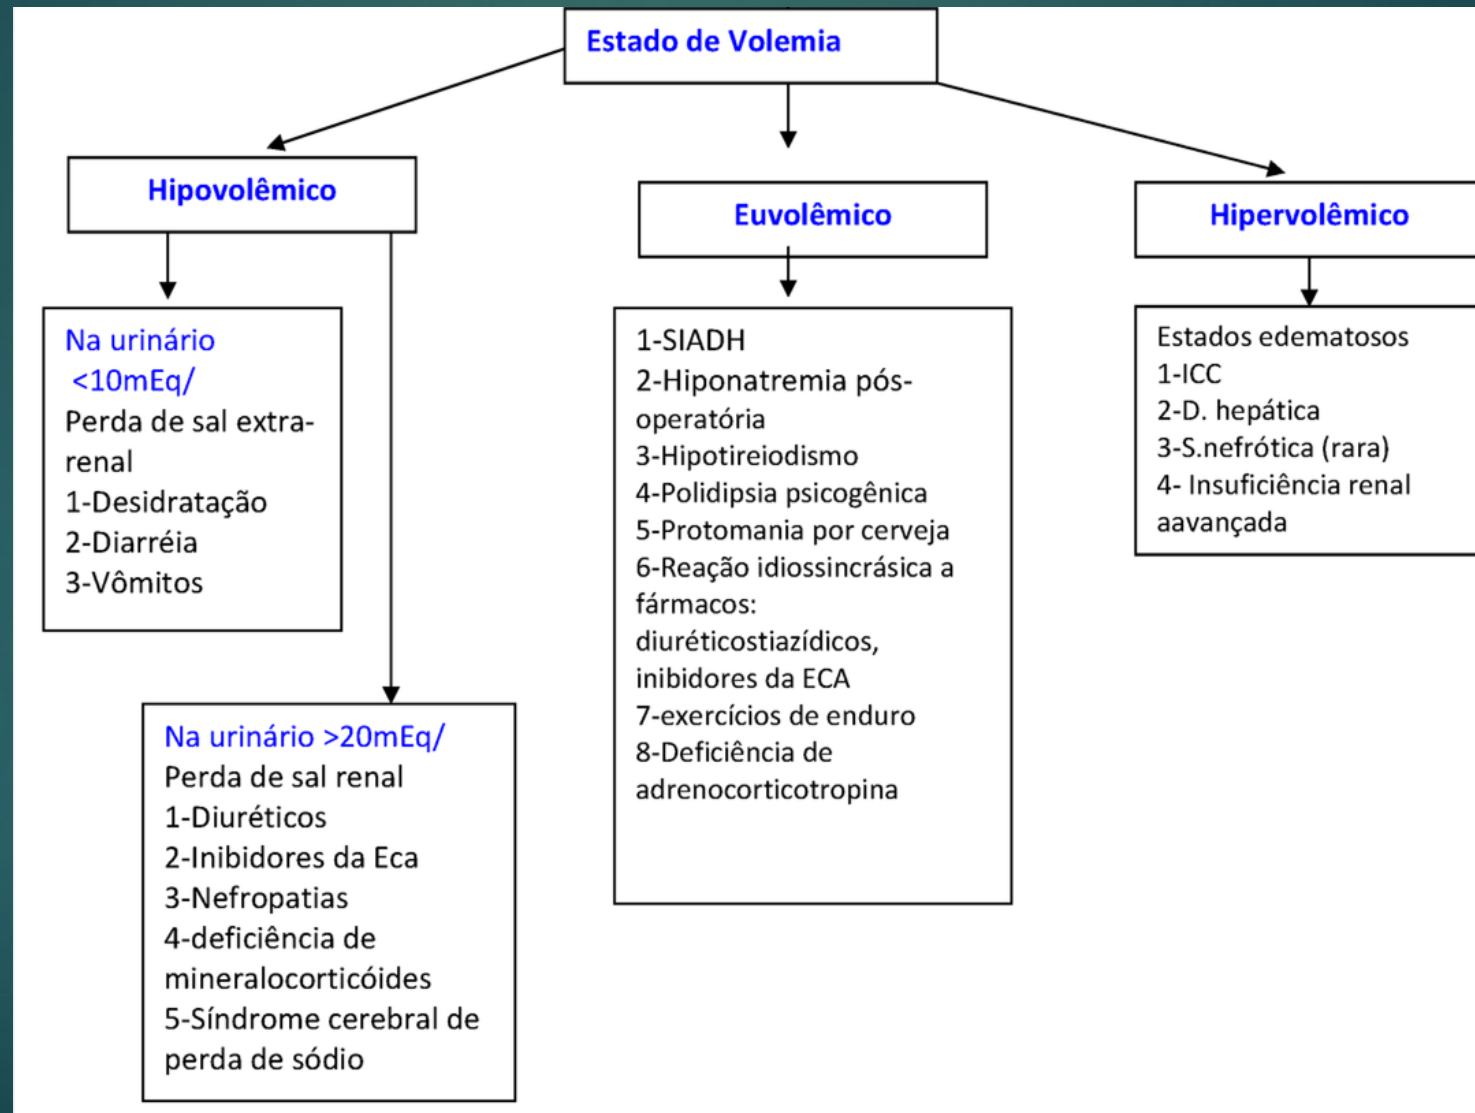 Estado de Volemia
Hipovolêmico
Na urinário
<10mEq/
Perda de sal extra-
renal
1-Desidratação
2-Diarréia
3-Vômitos
Na urinário >20mEq/
Perda de sal renal
1-Diuréticos
2-Inibidores da Eca
3-Nefropatias
4-deficiência de
mineralocorticóides
5-Síndrome cerebral de
perda de sódio
Euvolêmico
1-SIADH
2-Hiponatremia pós-
operatória
3-Hipotireiodismo
4-Polidipsia psicogênica
5-Protomania por cerveja
6-Reação idiossincrásica a
fármacos:
diuréticostiazídicos,
inibidores da ECA
7-exercícios de enduro
8-Deficiência de
adrenocorticotropina
Hipervolêmico
Estados edematosos
1-ICC
2-D. hepática
3-S.nefrótica (rara)
4- Insuficiência renal
aavançada